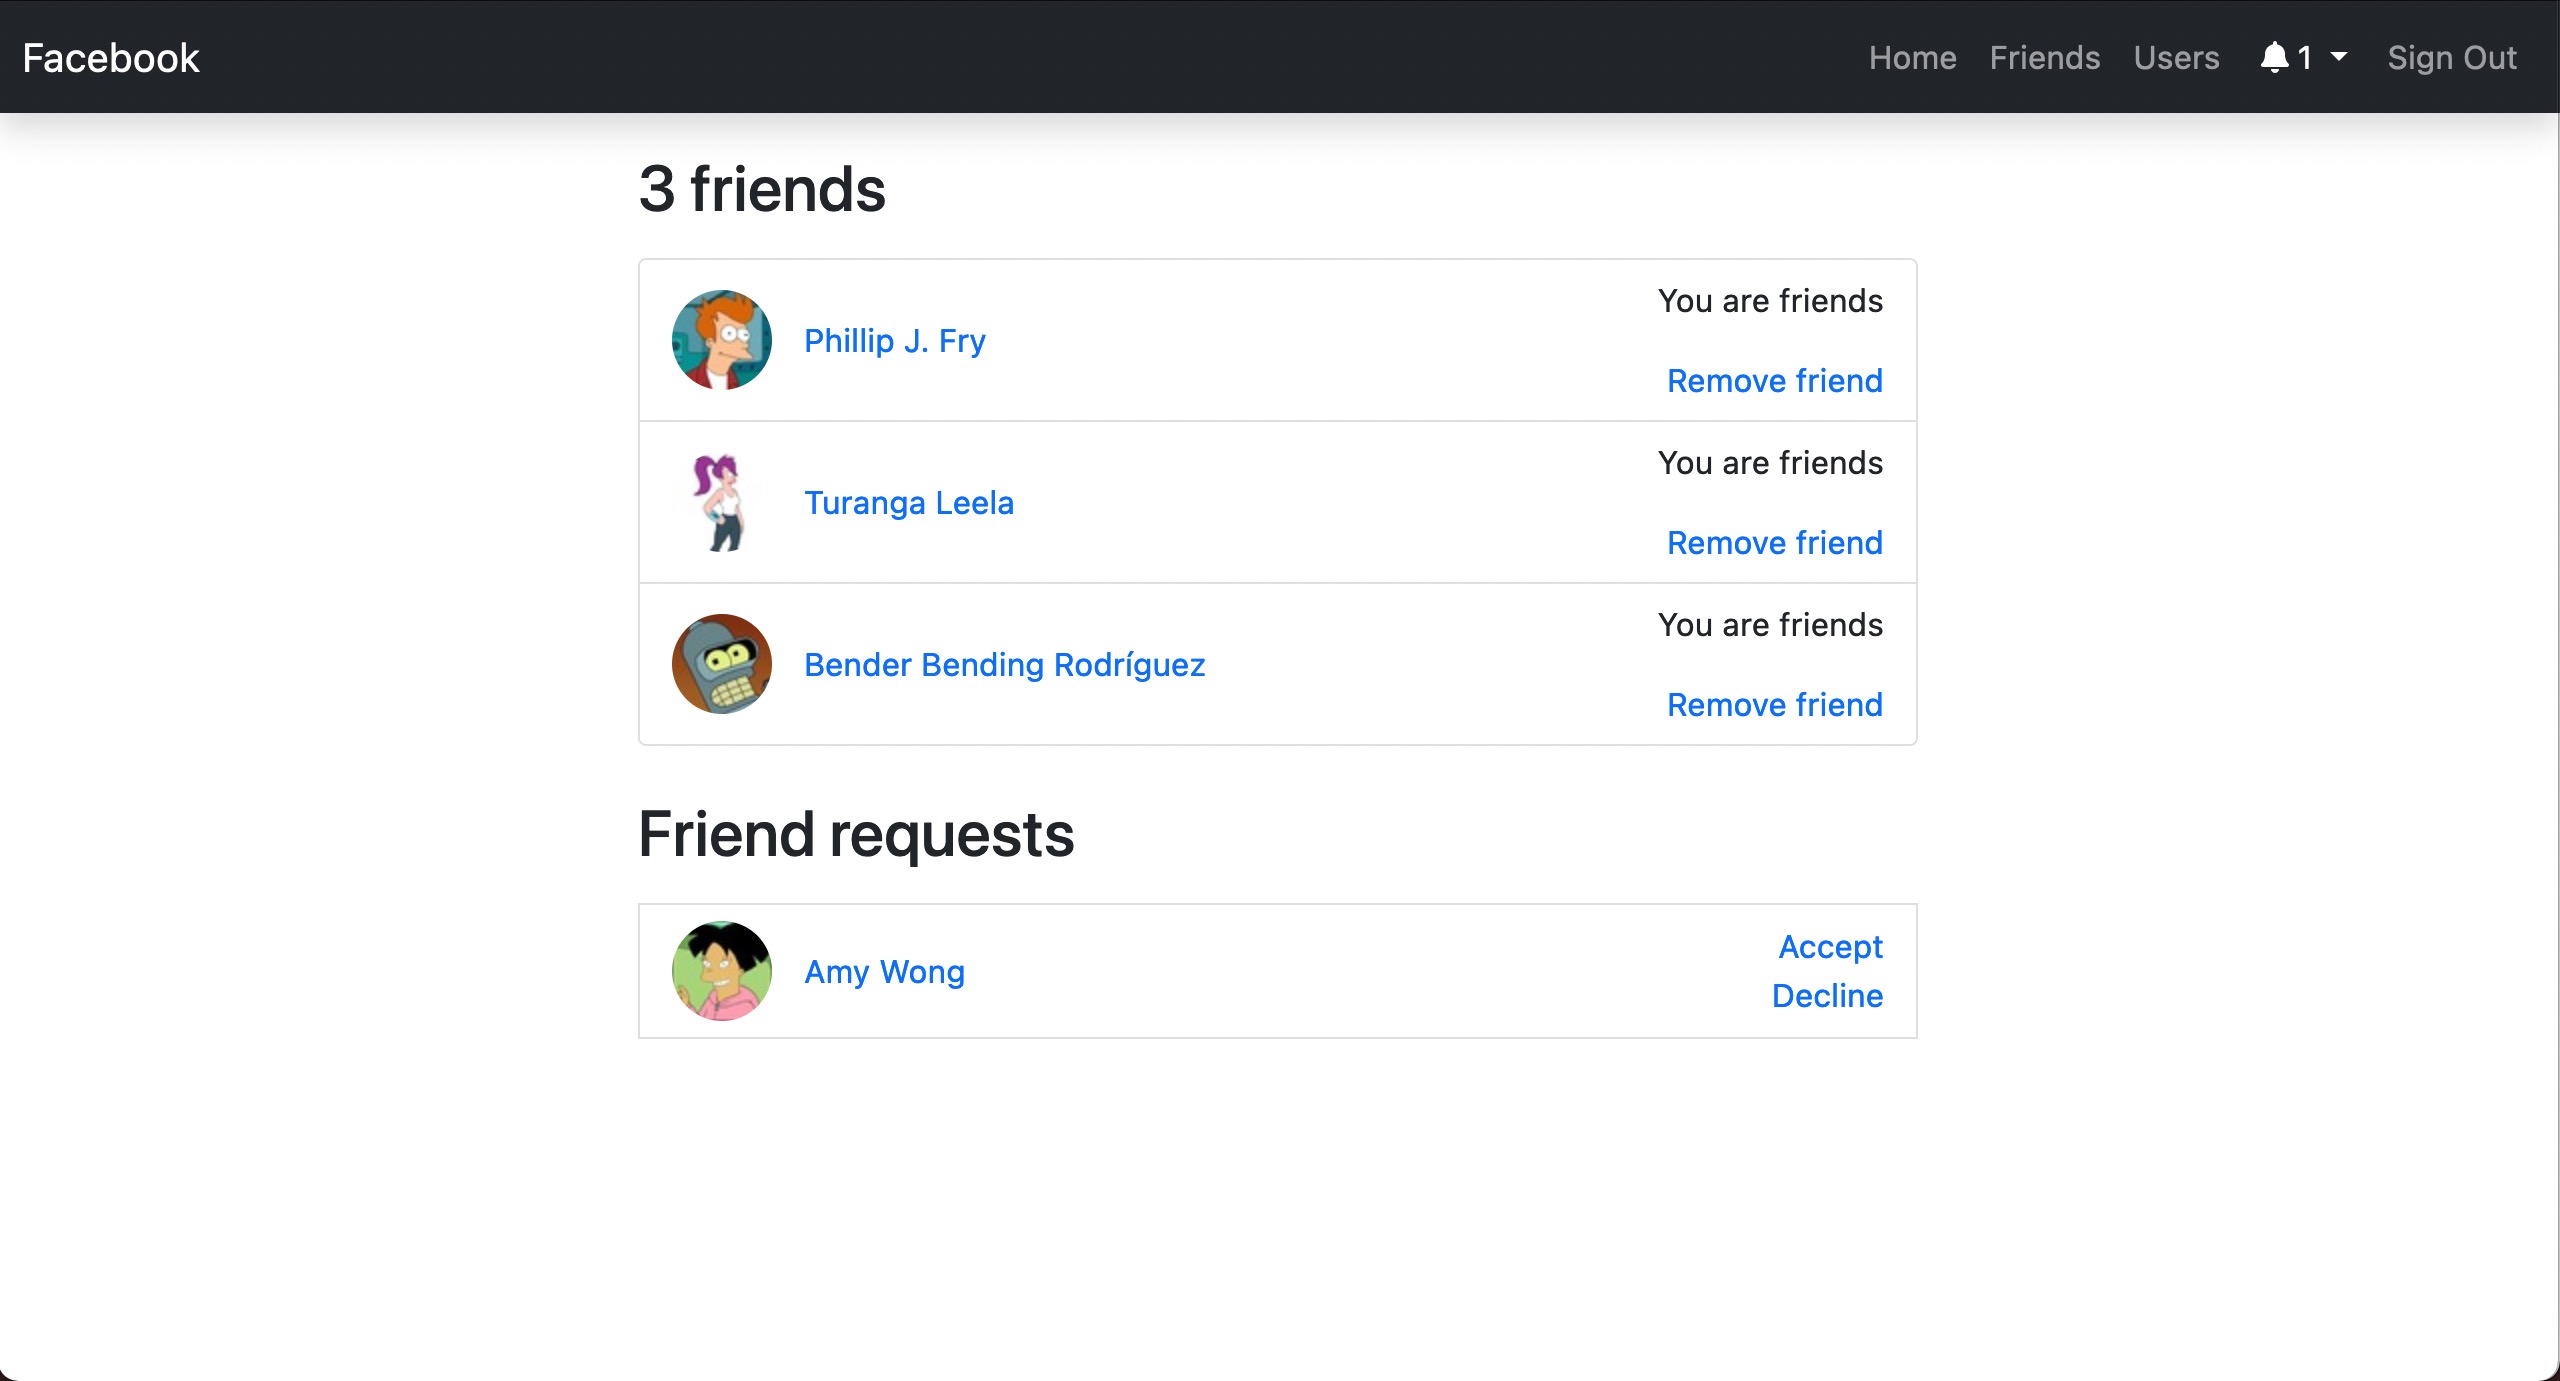 Facebook
Home Friends Users 1 Sign Out
3 friends
Phillip J. Fry
You are friends
Remove friend
Turanga Leela
You are friends
Remove friend
Bender Bending Rodríguez
You are friends
Remove friend
Friend requests
Amy Wong
Accept
Decline